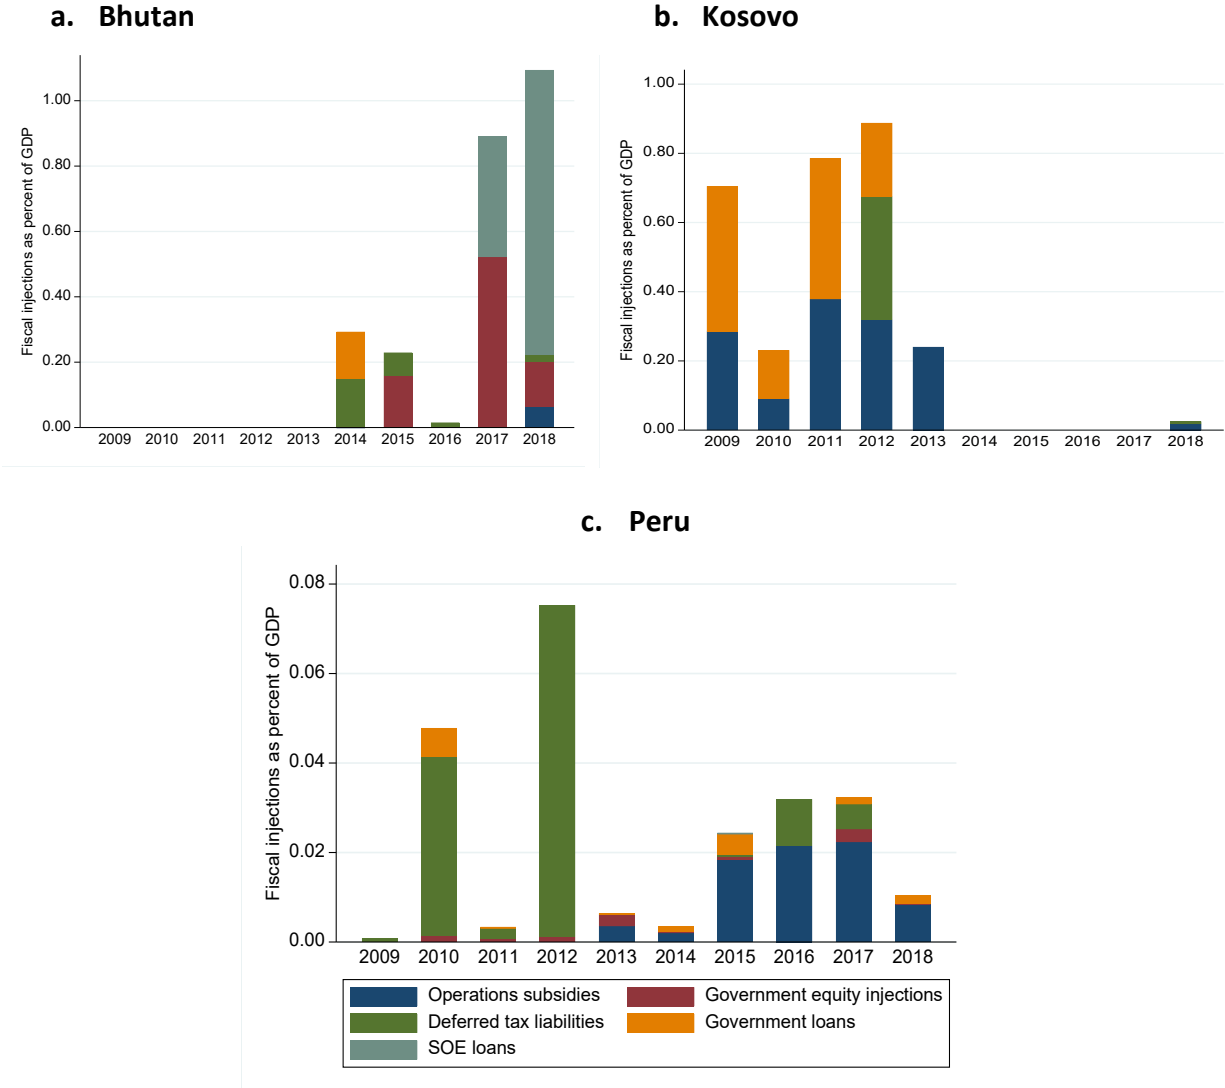 a. Bhutan
Fiscal injections as percent of GDP
1.00
0.80
0.60
0.40
0.20
0.00
2009 2010 2011 2012 2013 2014 2015 2016 2017 2018
b. Kosovo
Fiscal injections as percent of GDP
1.00
0.80
0.60
0.40
0.20
0.00
2009 2010 2011 2012 2013 2014 2015 2016 2017 2018
c. Peru
Fiscal injections as percent of GDP
0.08
0.06
0.04
0.02
0.00
2009 2010 2011 2012 2013 2014 2015 2016 2017 2018
Operations subsidies Government equity injections
Deferred tax liabilities Government loans
SOE loans